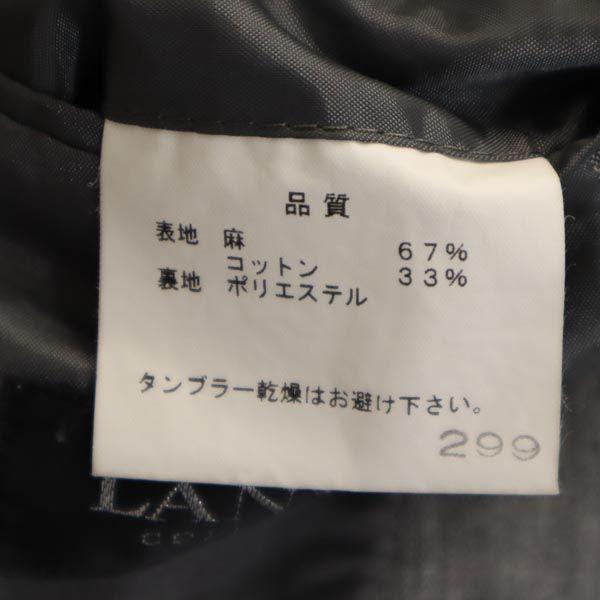 品質
表地 麻 67%
コットン 33%
裏地 ポリエステル
タンブラー乾燥はお避け下さい。
299
LA